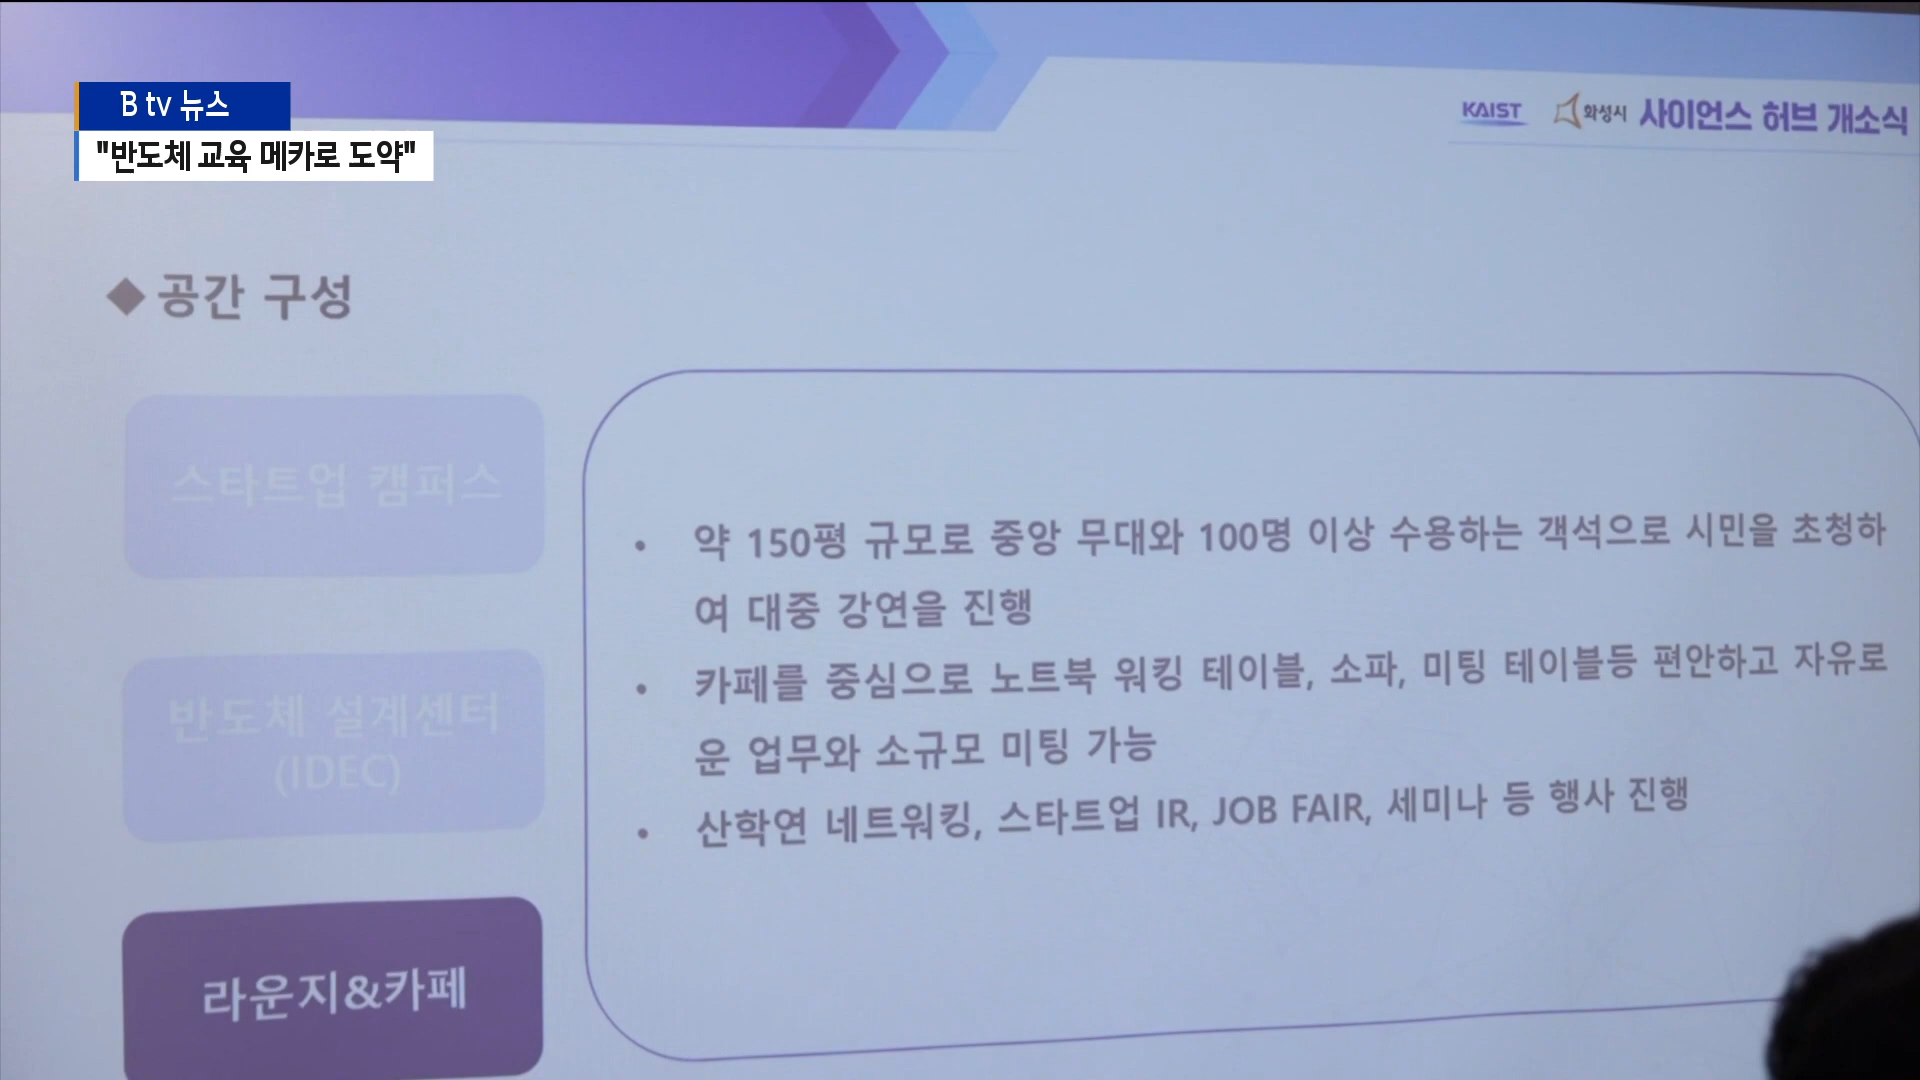 B tv 뉴스
"반도체 교육 메카로 도약"
KAIST 화성시 사이언스 허브 개소식
◆ 공간 구성
스타트업 캠퍼스
반도체 설계센터
(IDEC)
라운지&카페
• 약 150평 규모로 중앙 무대와 100명 이상 수용하는 객석으로 시민을 초청하
여 대중 강연을 진행
• 카페를 중심으로 노트북 워킹 테이블, 소파, 미팅 테이블등 편안하고 자유로
운 업무와 소규모 미팅 가능
• 산학연 네트워킹, 스타트업 IR, JOB FAIR, 세미나 등 행사 진행